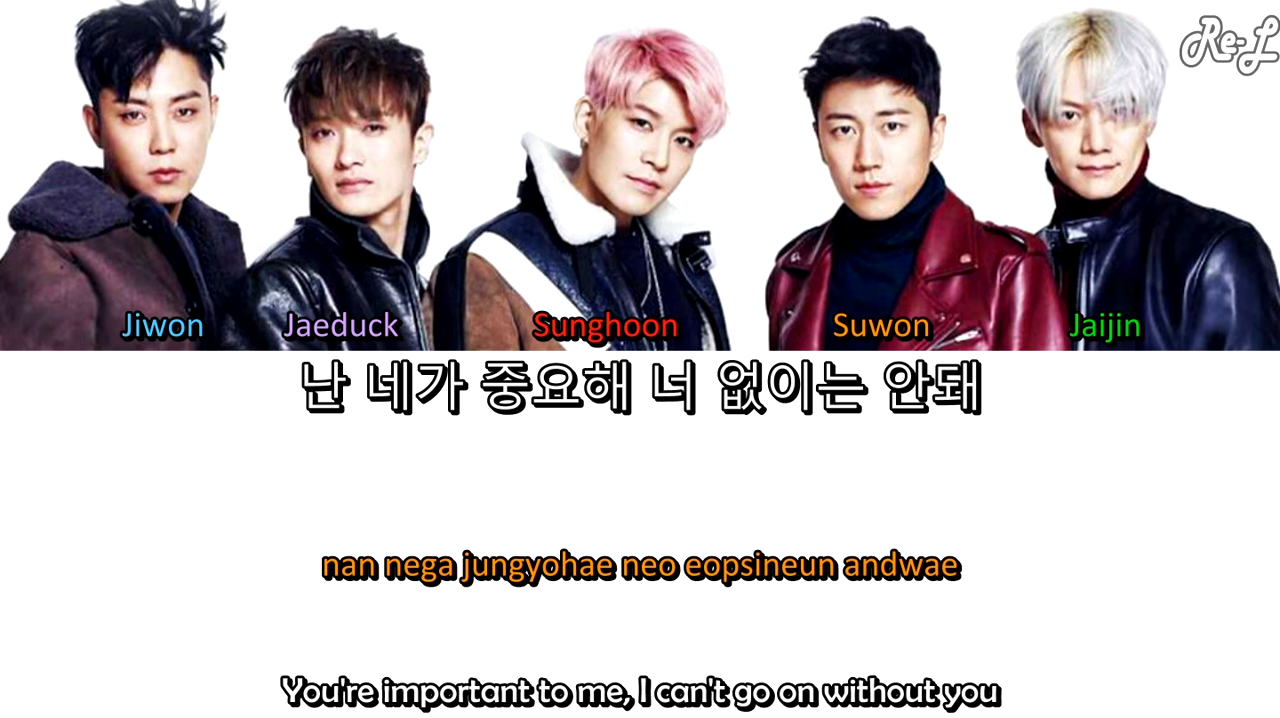 Re-L
Jiwon Jaeduck Sunghoon Suwon Jaijin
난 네가 중요해 너 없이는 안돼
nan nega jungyohae neo eopsineun andwae
You're important to me, I can't go on without you